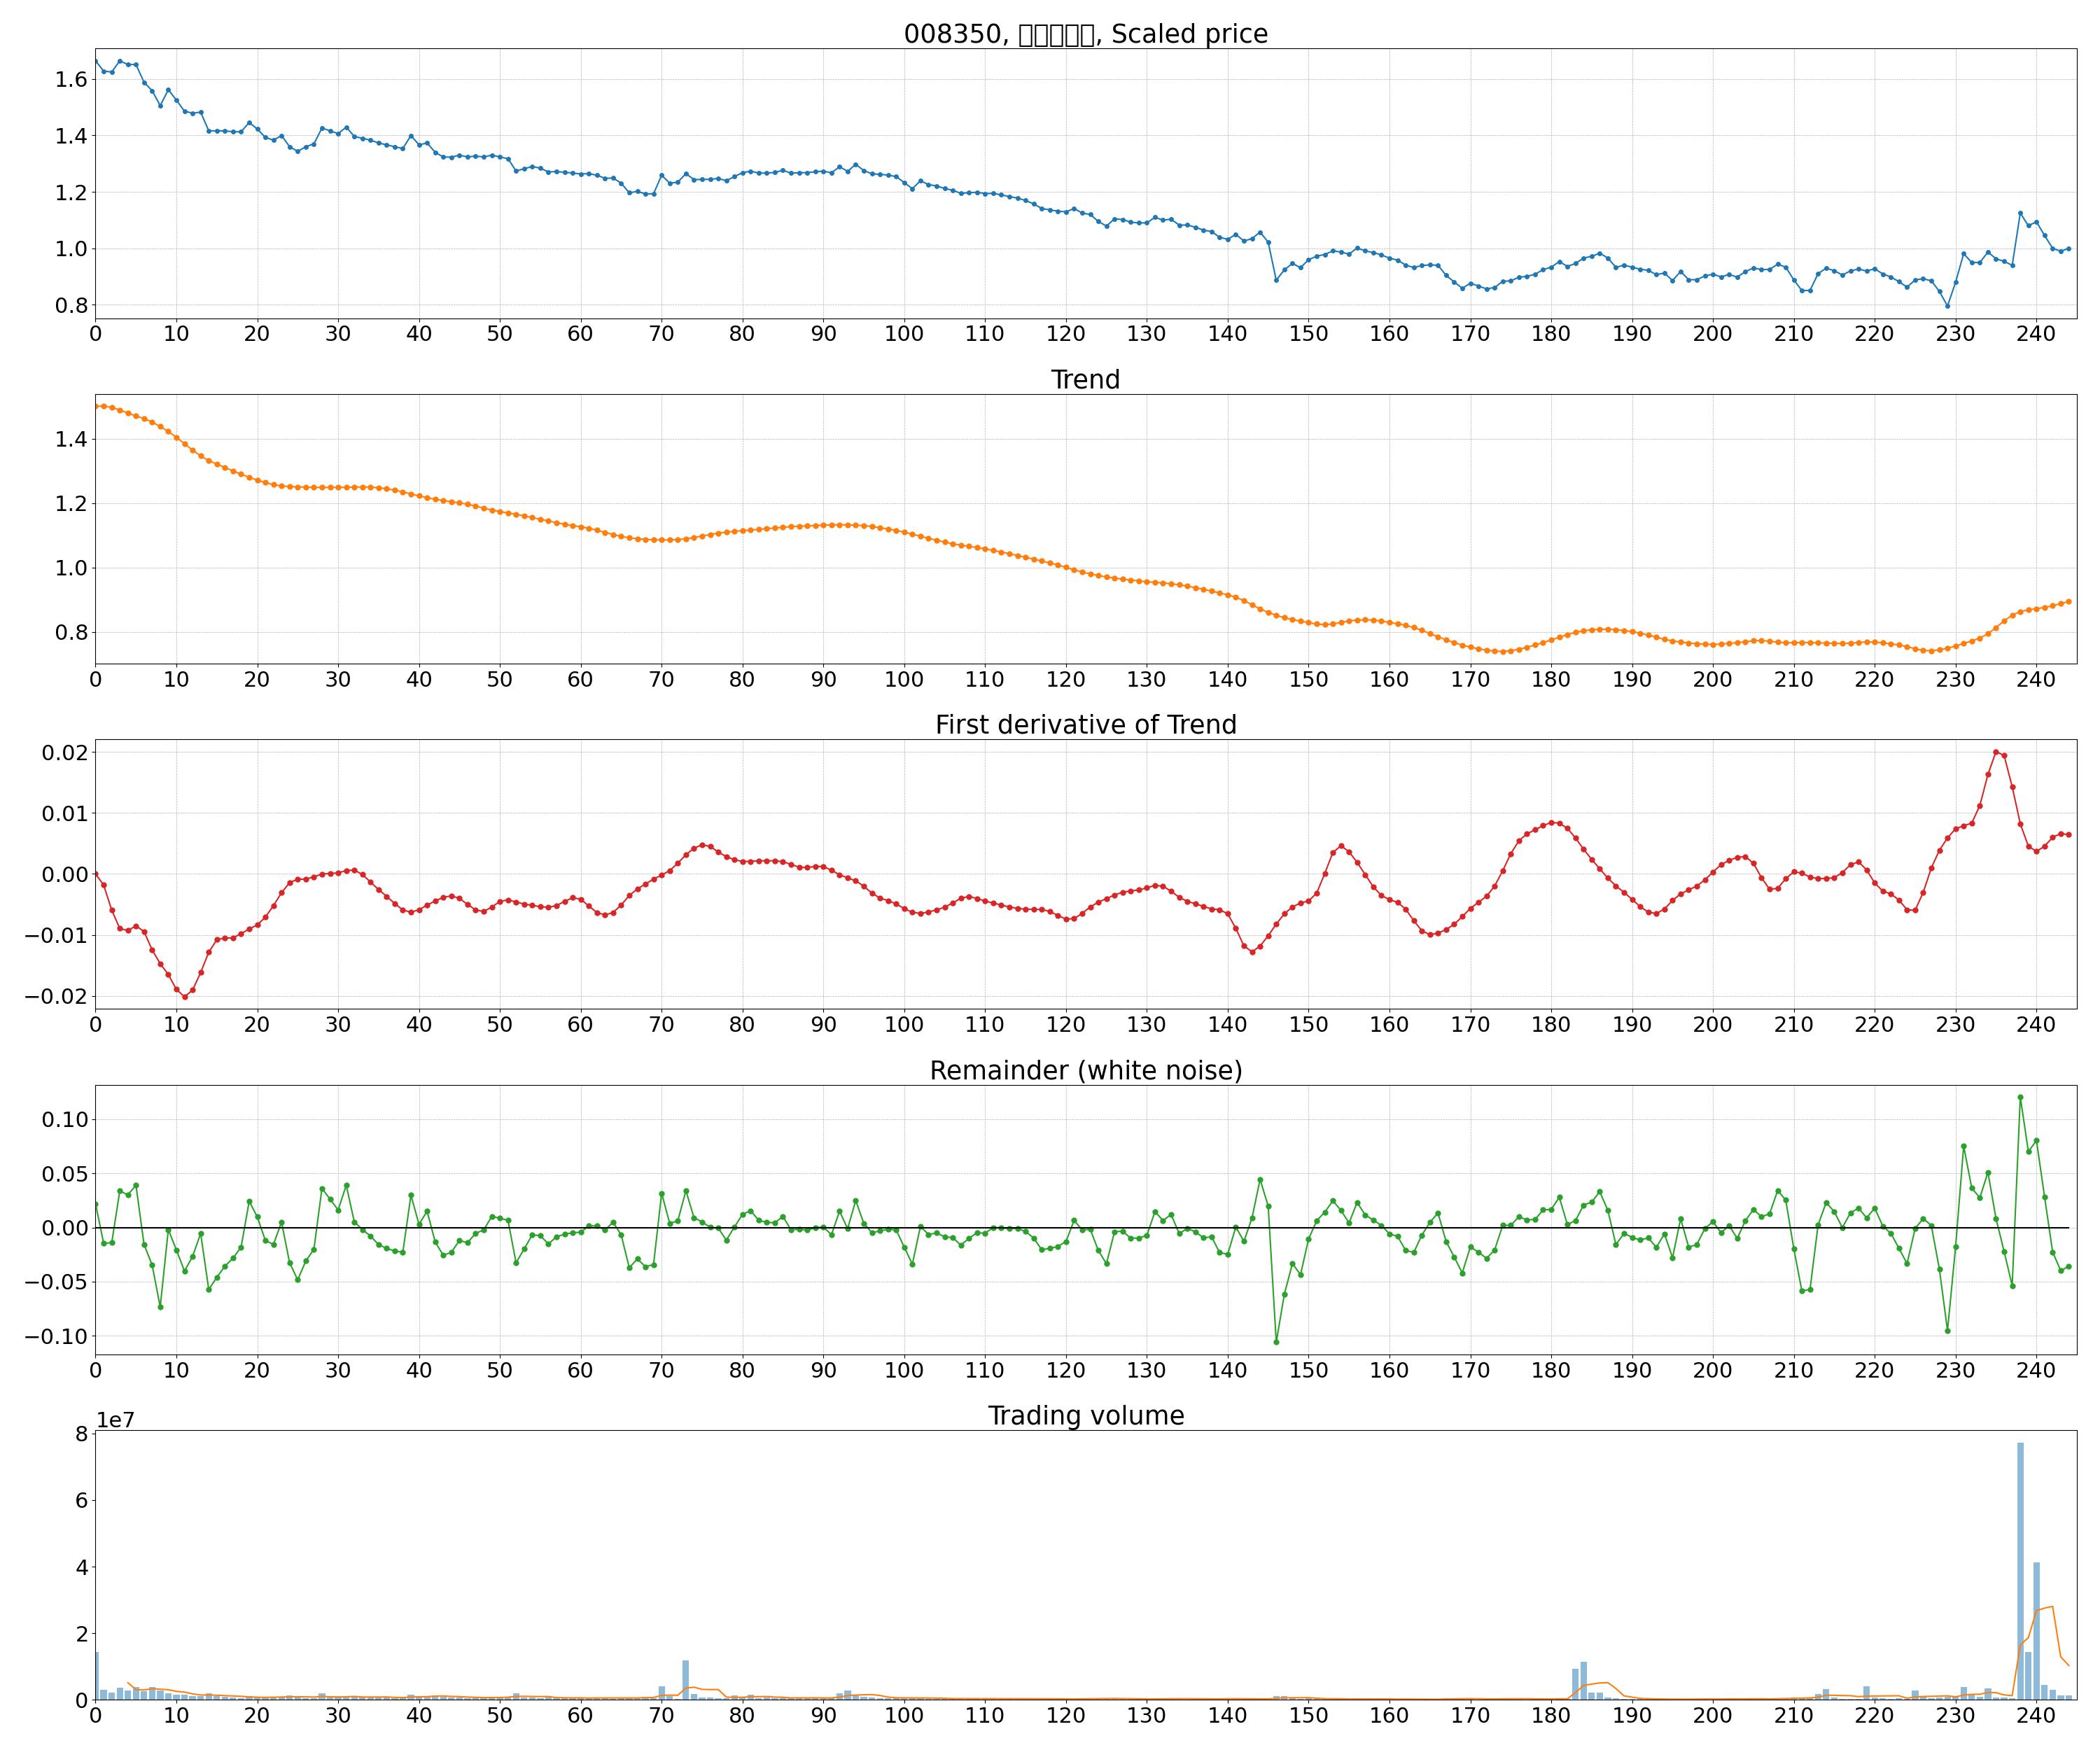 008350, □□□□□, Scaled price
1.6
1.4
1.2
1.0
0.8
0 10 20 30 40 50 60 70 80 90 100 110 120 130 140 150 160 170 180 190 200 210 220 230 240
Trend
1.4
1.2
1.0
0.8
0 10 20 30 40 50 60 70 80 90 100 110 120 130 140 150 160 170 180 190 200 210 220 230 240
First derivative of Trend
0.02
0.01
0.00
−0.01
−0.02
0 10 20 30 40 50 60 70 80 90 100 110 120 130 140 150 160 170 180 190 200 210 220 230 240
Remainder (white noise)
0.10
0.05
0.00
−0.05
−0.10
0 10 20 30 40 50 60 70 80 90 100 110 120 130 140 150 160 170 180 190 200 210 220 230 240
Trading volume
1e7
8
6
4
2
0
0 10 20 30 40 50 60 70 80 90 100 110 120 130 140 150 160 170 180 190 200 210 220 230 240